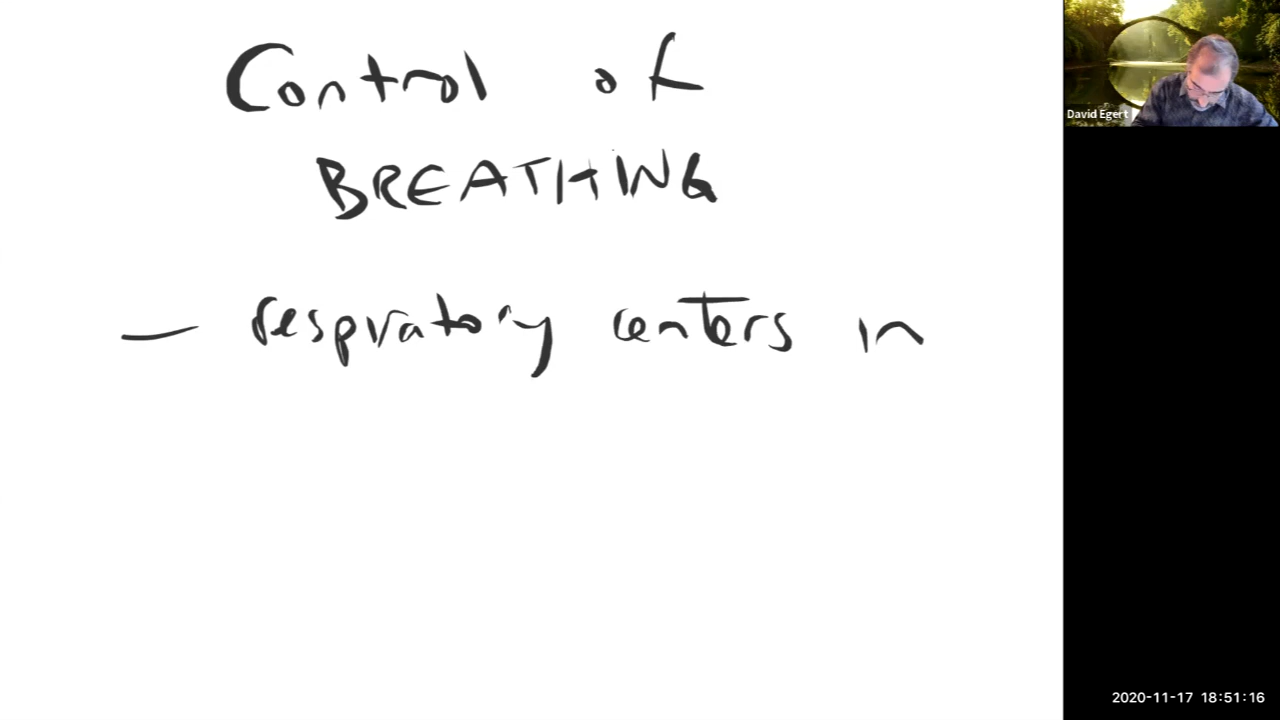 Control of
BREATHING
— respiratory centers in
David Egert
2020-11-17 18:51:16